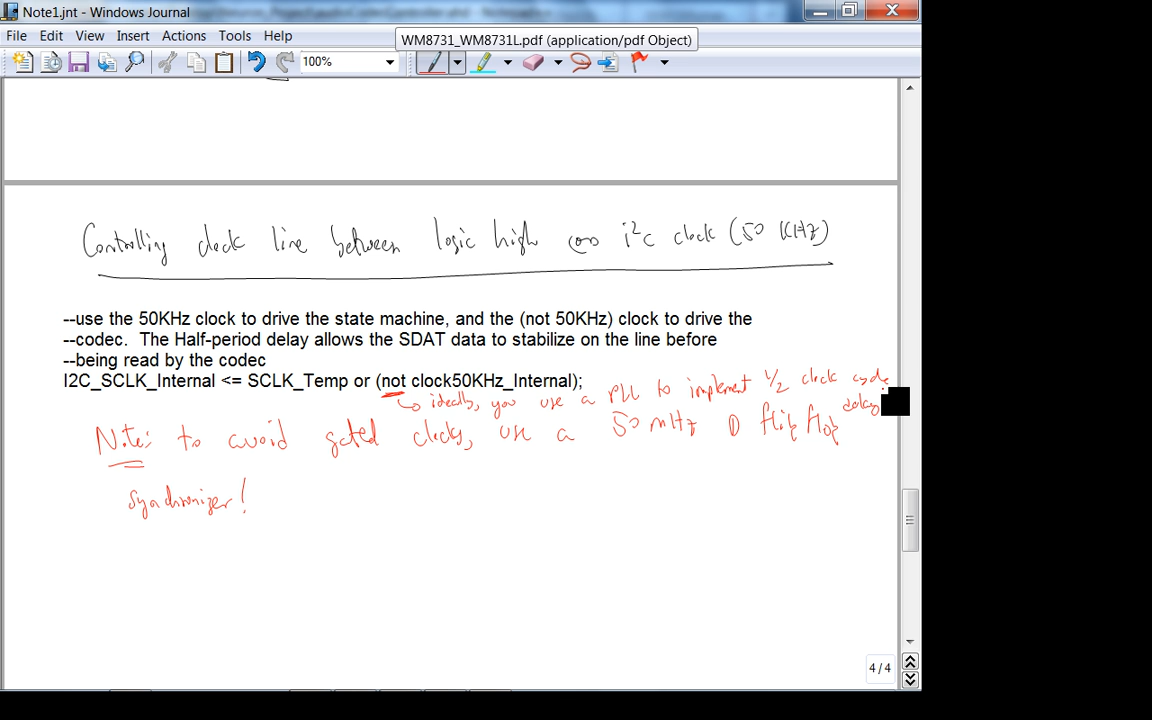 Note1.jnt - Windows Journal
File Edit View Insert Actions Tools Help
WM8731_WM8731L.pdf (application/pdf Object)
100%
Controlling clock line between logic high and i²c clock (50 KHz)
--use the 50KHz clock to drive the state machine, and the (not 50KHz) clock to drive the
--codec. The Half-period delay allows the SDAT data to stabilize on the line before
--being read by the codec
I2C_SCLK_Internal <= SCLK_Temp or (not clock50KHz_Internal);
ideally, you use a PLL to implement 1/2 clock cycle
delay
Note: to avoid gated clocks, use a 50 MHz D flip flop
synchronizer!
4 / 4